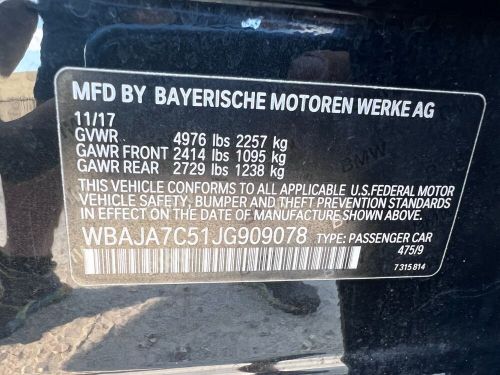 MFD BY BAYERISCHE MOTOREN WERKE AG
11/17
GVWR 4976 lbs 2257 kg
GAWR FRONT 2414 lbs 1095 kg
GAWR REAR 2729 lbs 1238 kg
THIS VEHICLE CONFORMS TO ALL APPLICABLE U.S.FEDERAL MOTOR
VEHICLE SAFETY, BUMPER AND THEFT PREVENTION STANDARDS
IN EFFECT ON THE DATE OF MANUFACTURE SHOWN ABOVE.
WBAJA7C51JG909078 TYPE: PASSENGER CAR
475/9
7 315 814
BMW